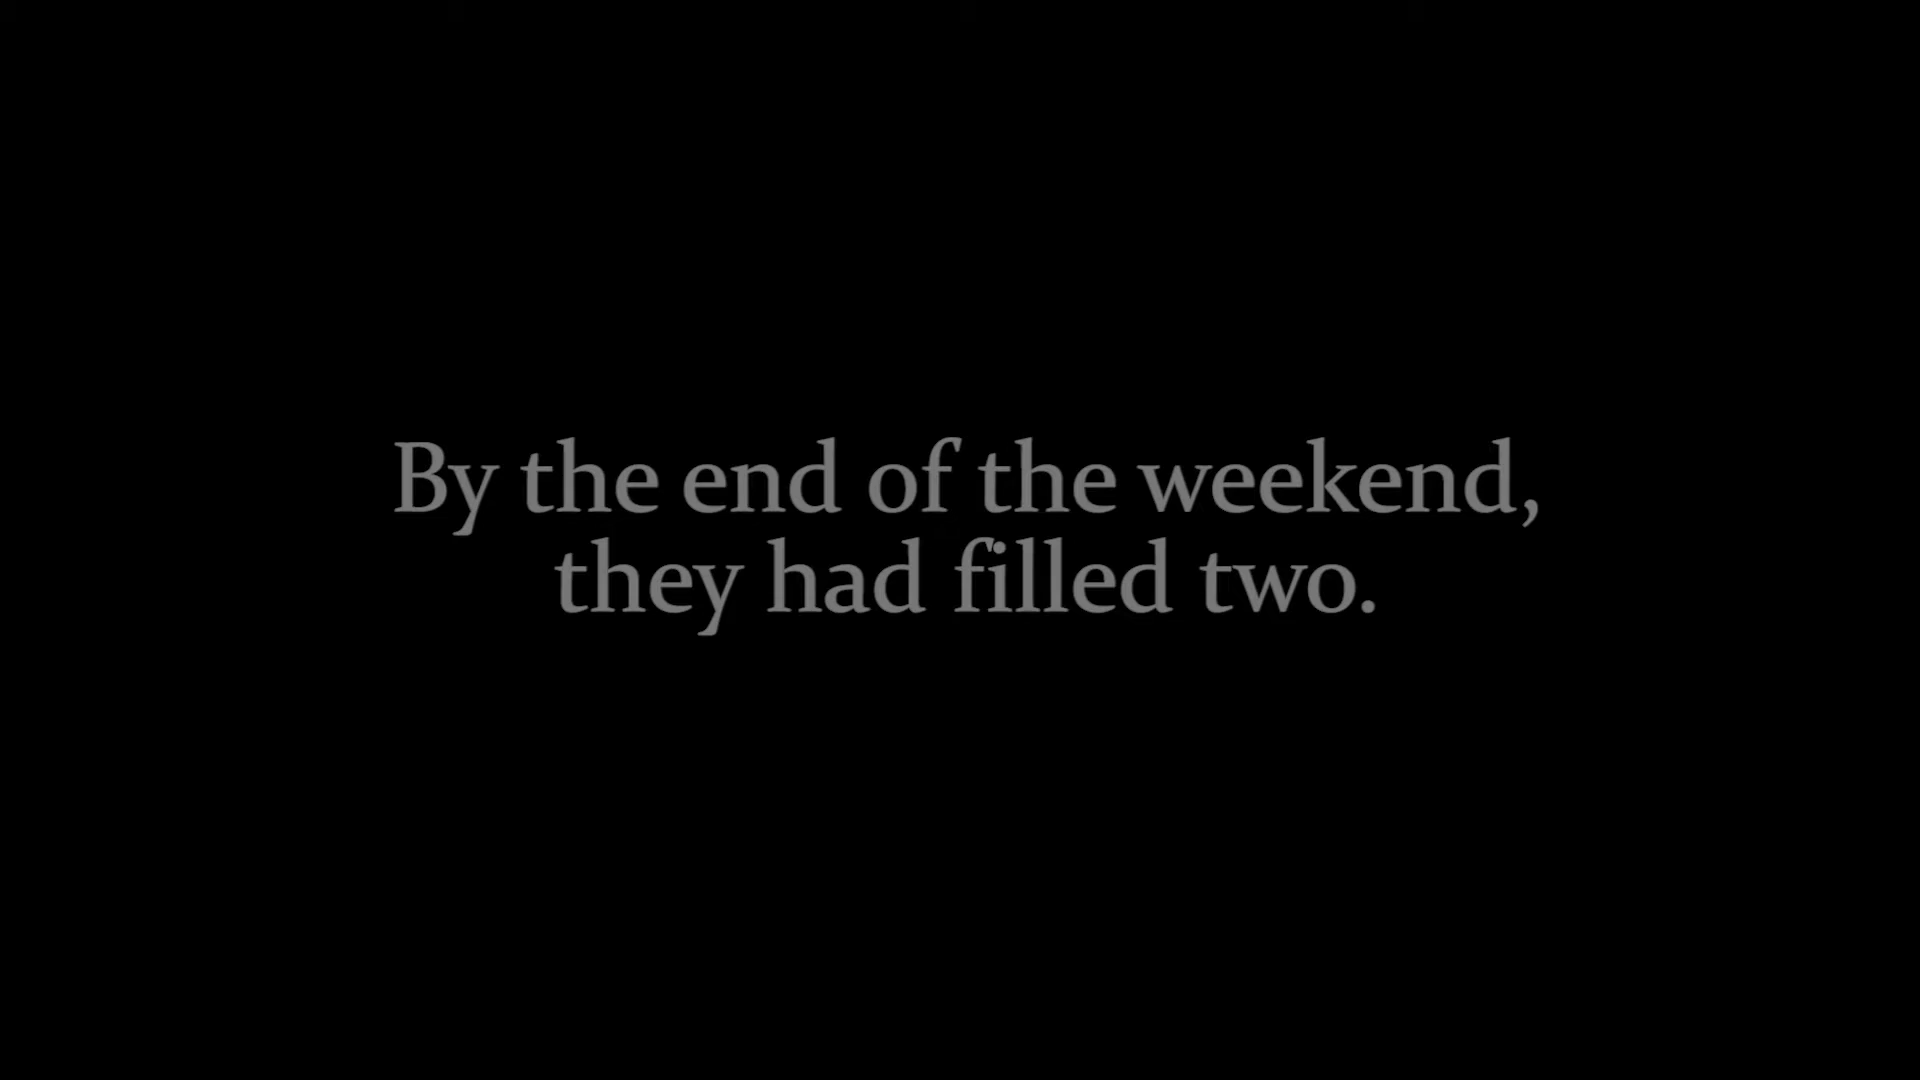 By the end of the weekend,
they had filled two.